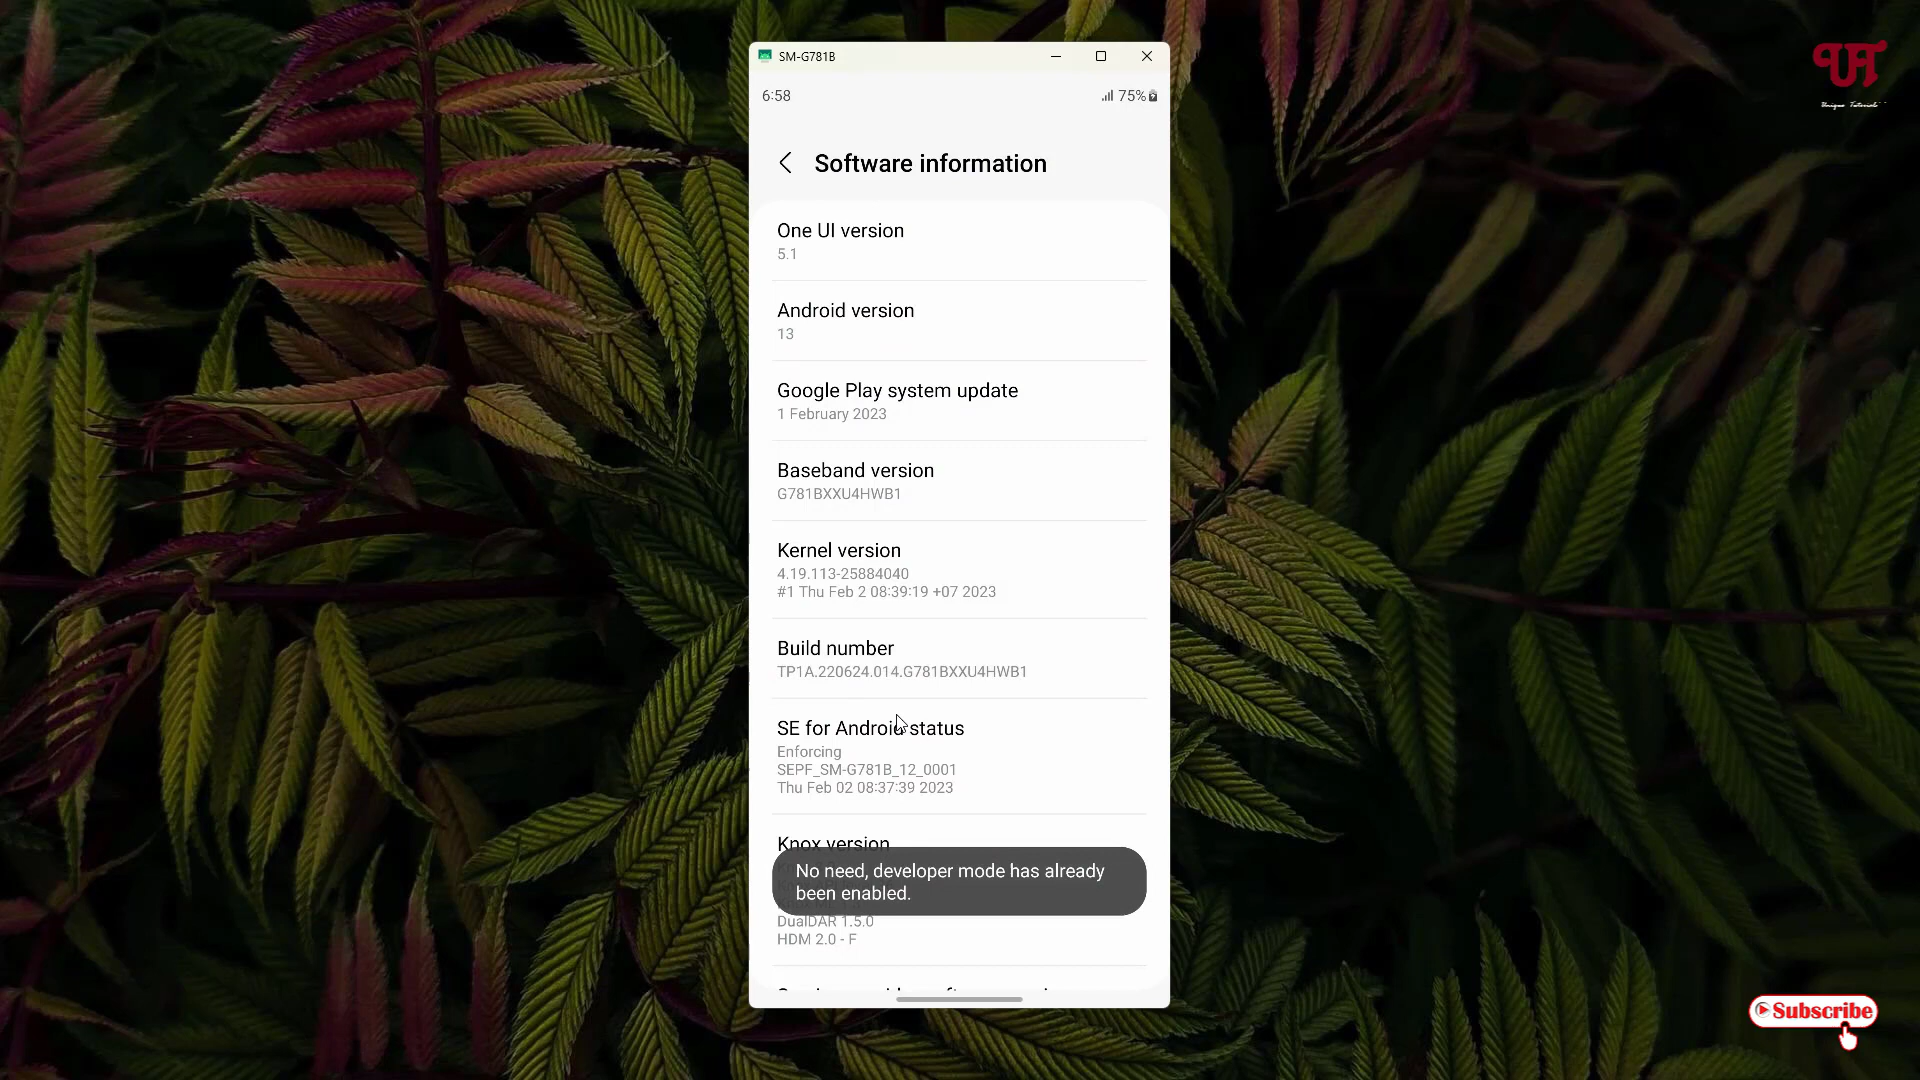 SM-G781B
6:58
75%
Software information
One UI version
5.1
Android version
13
Google Play system update
1 February 2023
Baseband version
G781BXXU4HWB1
Kernel version
4.19.113-25884040
#1 Thu Feb 2 08:39:19 +07 2023
Build number
TP1A.220624.014.G781BXXU4HWB1
SE for Android status
Enforcing
SEPF_SM-G781B_12_0001
Thu Feb 02 08:37:39 2023
Knox version
No need, developer mode has already
been enabled.
DualDAR 1.5.0
HDM 2.0 - F
UT
Unique Tutorials
Subscribe